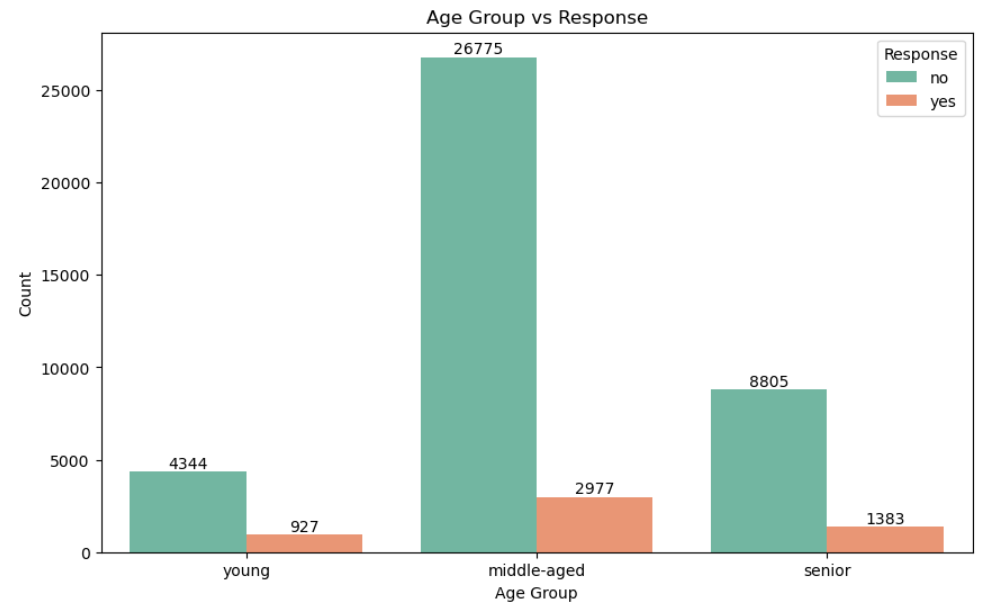 Age Group vs Response
Response
no
yes
Count
25000
20000
15000
10000
5000
0
4344
927
26775
2977
8805
1383
young
middle-aged
senior
Age Group